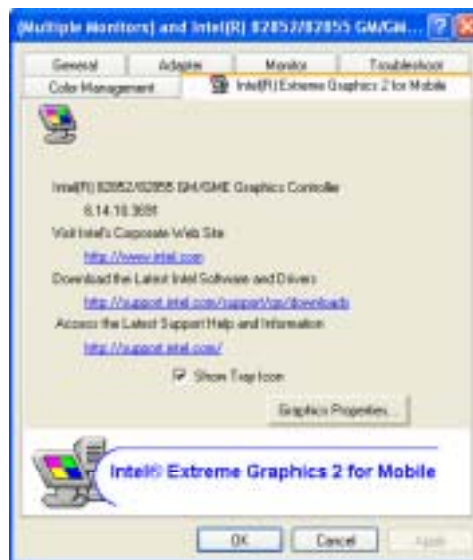 (Multiple Monitors) and Intel(R) 82852/82855 GM/GM...
General Adapter Monitor Troubleshoot
Color Management Intel(R) Extreme Graphics 2 for Mobile
Intel(R) 82852/82855 GM/GME Graphics Controller
6.14.10.3691
Visit Intel's Corporate Web Site
http://www.intel.com
Download the Latest Intel Software and Drivers
http://support.intel.com/support/go/downloads
Access the Latest Support Help and Information
http://support.intel.com/
Show Tray Icon
Graphics Properties...
Intel® Extreme Graphics 2 for Mobile
OK Cancel Apply